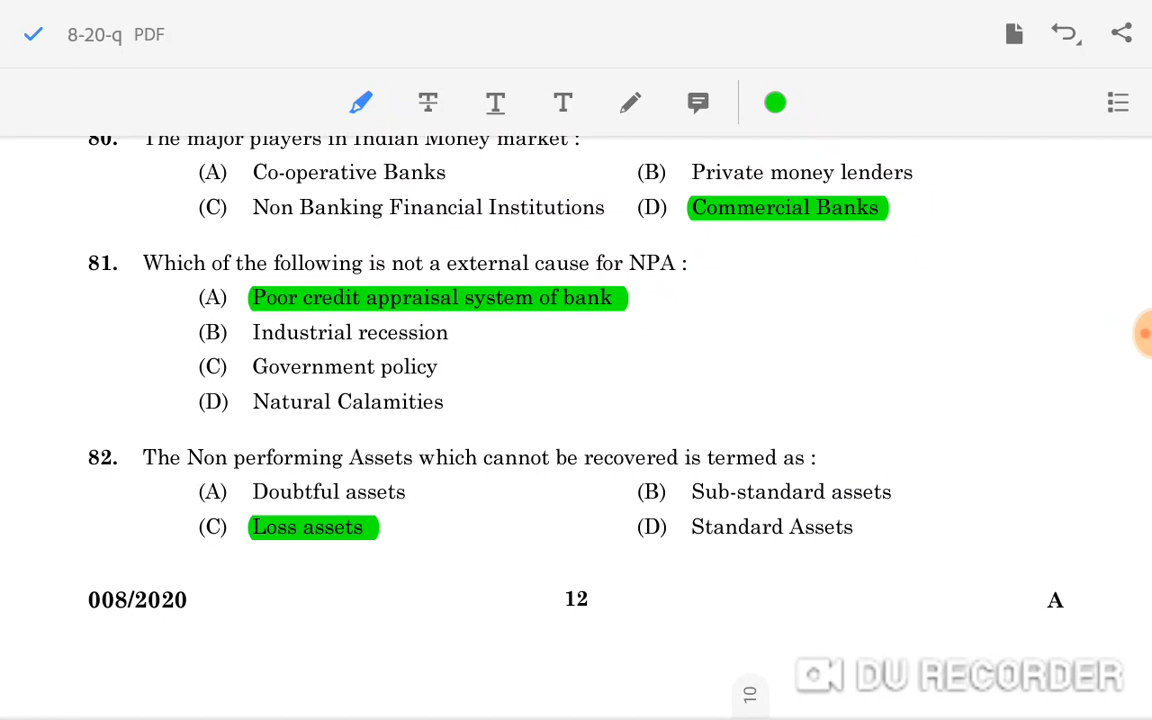 8-20-q PDF
80. The major players in Indian Money market :
(A) Co-operative Banks (B) Private money lenders
(C) Non Banking Financial Institutions (D) Commercial Banks
81. Which of the following is not a external cause for NPA :
(A) Poor credit appraisal system of bank
(B) Industrial recession
(C) Government policy
(D) Natural Calamities
82. The Non performing Assets which cannot be recovered is termed as :
(A) Doubtful assets (B) Sub-standard assets
(C) Loss assets (D) Standard Assets
008/2020 12 A
DU RECORDER
10